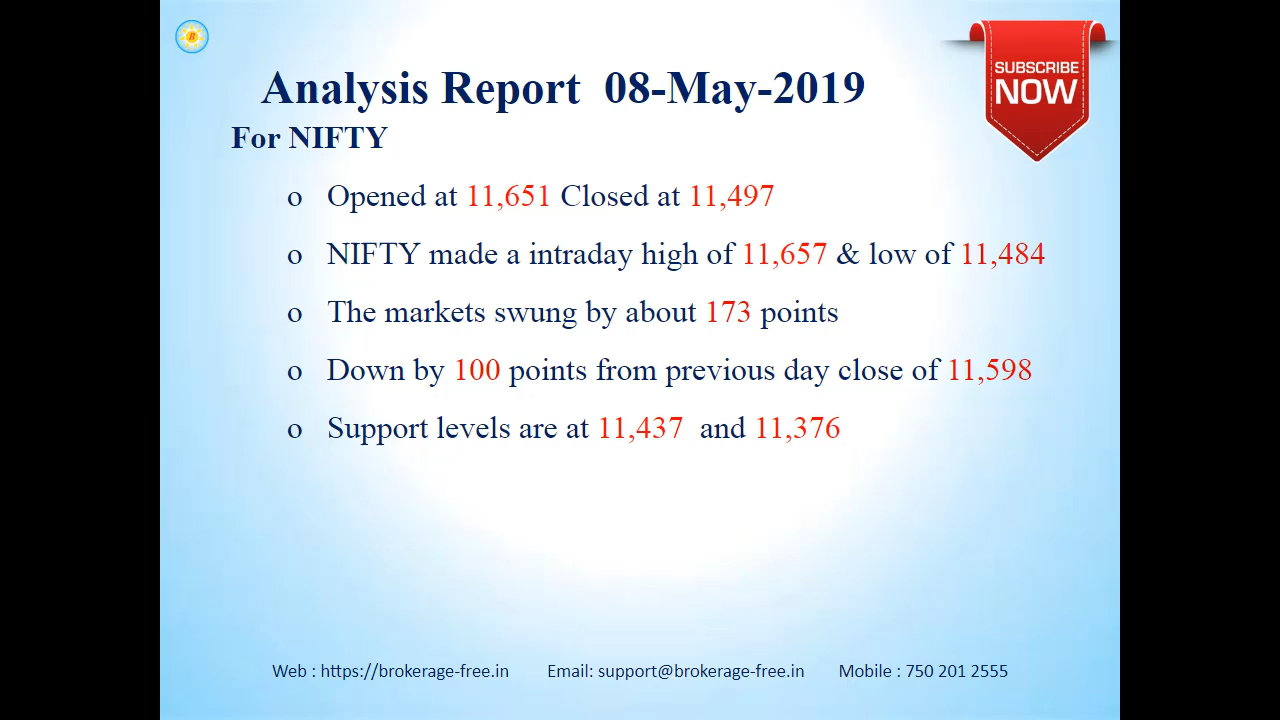 B
SUBSCRIBE
NOW
Analysis Report 08-May-2019
For NIFTY
o Opened at 11,651 Closed at 11,497
o NIFTY made a intraday high of 11,657 & low of 11,484
o The markets swung by about 173 points
o Down by 100 points from previous day close of 11,598
o Support levels are at 11,437 and 11,376
Web : https://brokerage-free.in Email: support@brokerage-free.in Mobile : 750 201 2555